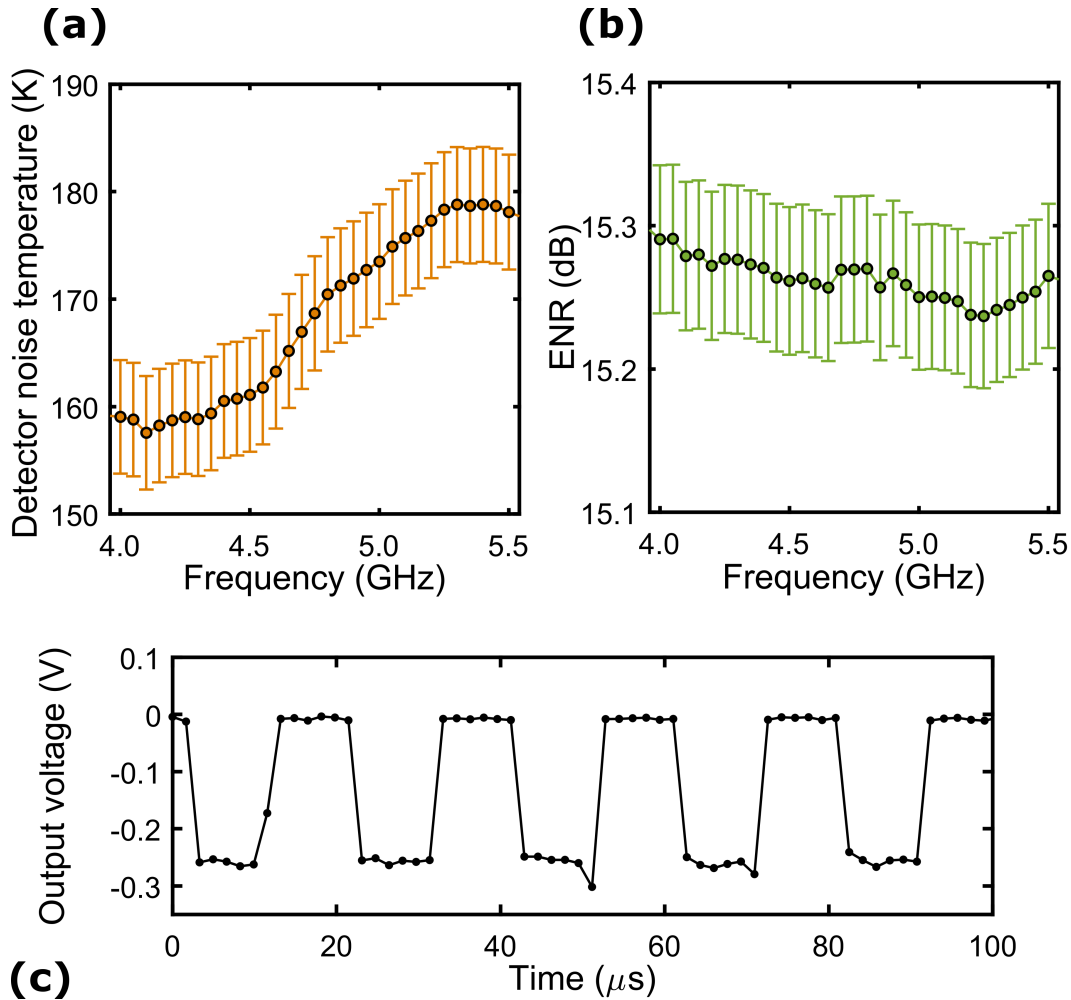 (a)
(b)
Detector noise temperature (K)
190
180
170
160
150
4.0 4.5 5.0 5.5
Frequency (GHz)
ENR (dB)
15.4
15.3
15.2
15.1
4.0 4.5 5.0 5.5
Frequency (GHz)
Output voltage (V)
0.1
0
-0.1
-0.2
-0.3
0 20 40 60 80 100
Time (μs)
(c)